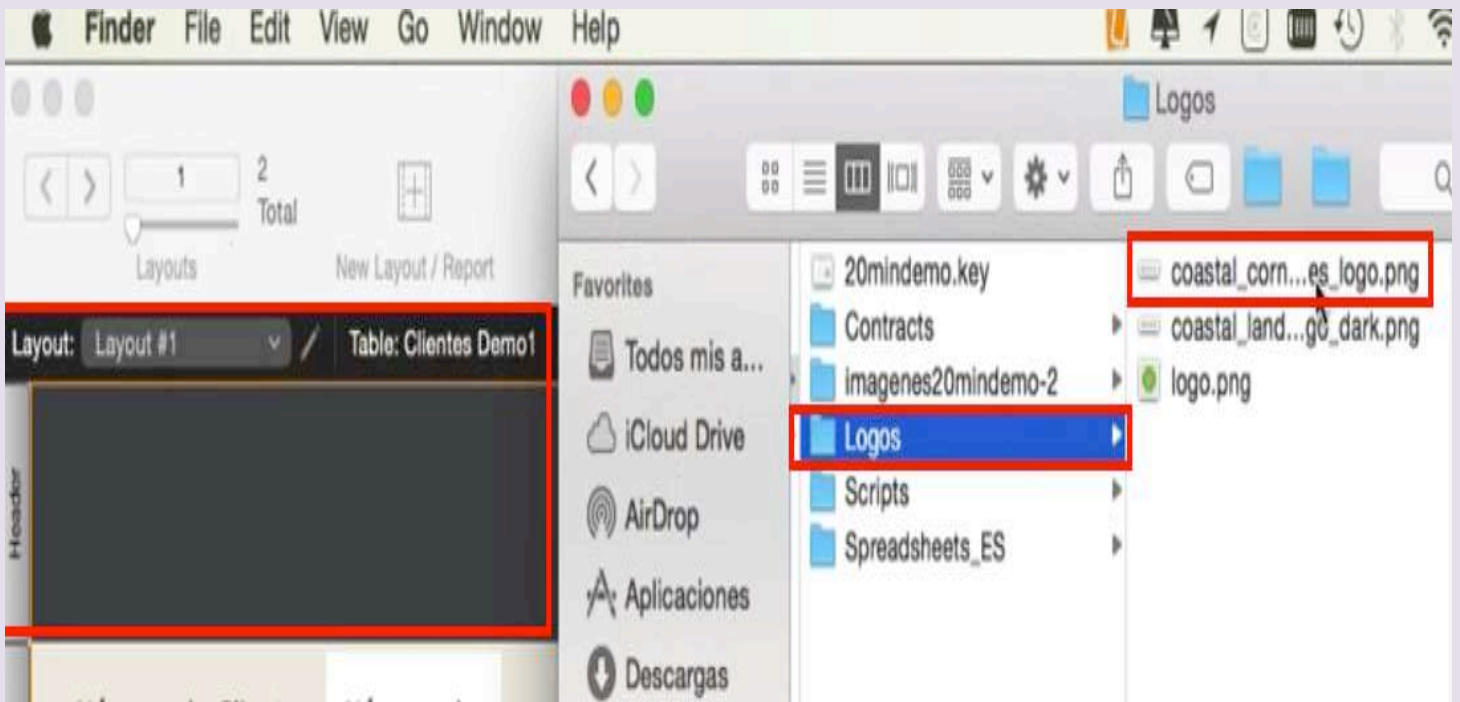 Finder File Edit View Go Window Help
1
2
Total
Layouts
New Layout / Report
Layout: Layout #1
Table: Clientes Demo1
Header
Logos
Favorites
Todos mis a...
iCloud Drive
AirDrop
Aplicaciones
Descargas
20mindemo.key
Contracts
imagenes20mindemo-2
Logos
Scripts
Spreadsheets_ES
coastal_corn...es_logo.png
coastal_land...go_dark.png
logo.png